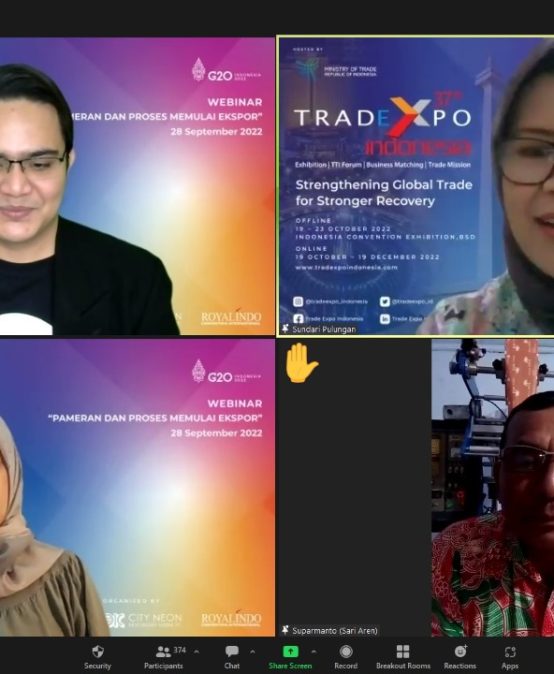 G20 INDONESIA 2022
WEBINAR
MERAN DAN PROSES MEMULAI EKSPOR"
28 September 2022
ROYALINDO
HOSTED BY
MINISTRY OF TRADE
REPUBLIC OF INDONESIA
37th
TRADEXPO
indonesia
Exhibition | TTI Forum | Business Matching | Trade Mission
Strengthening Global Trade
for Stronger Recovery
OFFLINE
19 - 23 OCTOBER 2022
INDONESIA CONVENTION EXHIBITION, BSD
ONLINE
19 OCTOBER - 19 DECEMBER 2022
www.tradexpoindonesia.com
@tradeexpo_indonesia
@tradexpo_id
Trade Expo Indonesia
Trade Expo
Sundari Pulungan
G20 INDONESIA 2022
WEBINAR
"PAMERAN DAN PROSES MEMULAI EKSPOR"
28 September 2022
ORGANIZED BY
CITY NEON
ROYALINDO
Suparmanto (Sari Aren)
Security
Participants
374
Chat
Share Screen
Record
Breakout Rooms
Reactions
Apps